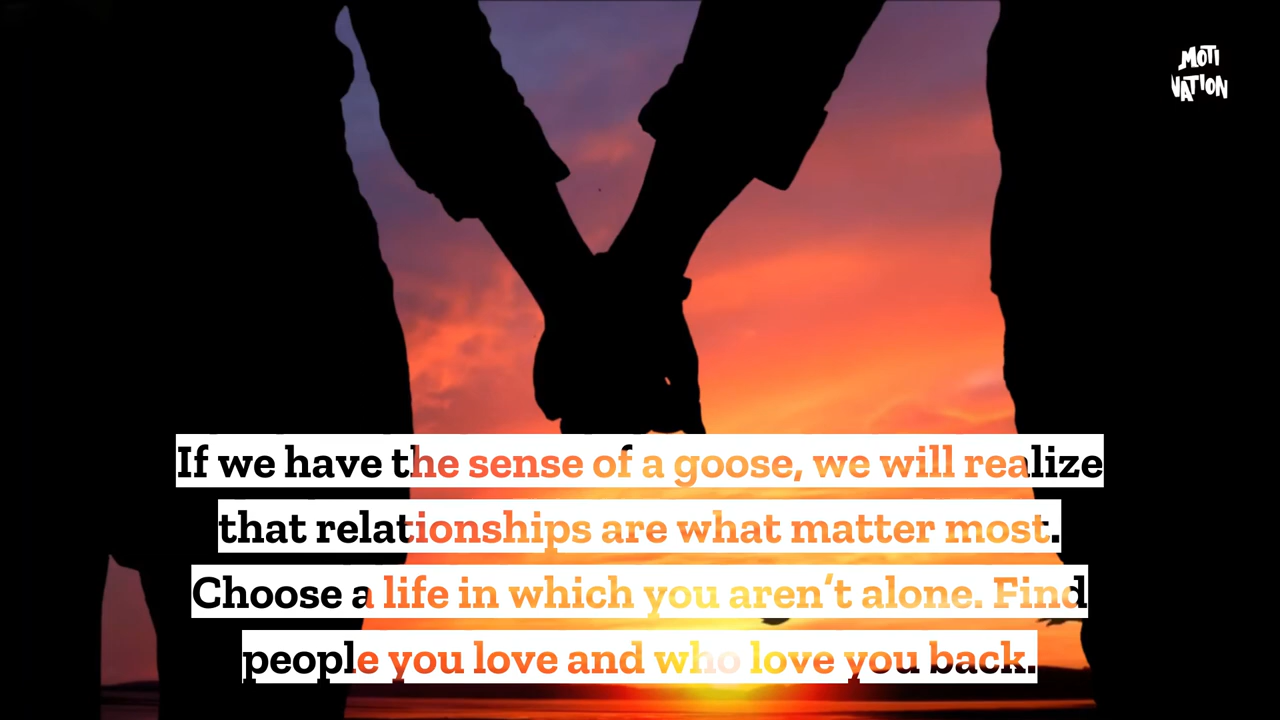 MOTI
VATION
If we have the sense of a goose, we will realize
that relationships are what matter most.
Choose a life in which you aren‘t alone. Find
people you love and who love you back.